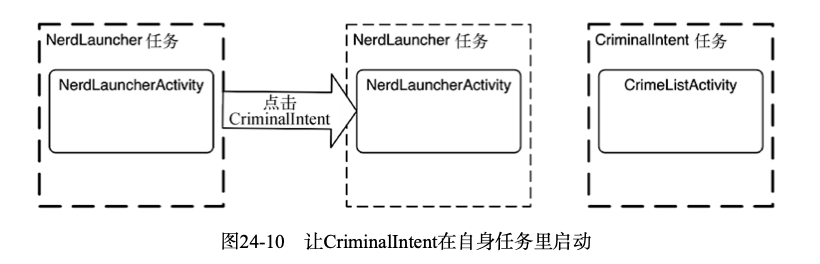 NerdLauncher 任务
NerdLauncherActivity
点击
CriminalIntent
NerdLauncher 任务
NerdLauncherActivity
CriminalIntent 任务
CrimeListActivity
图24-10 让CriminalIntent在自身任务里启动